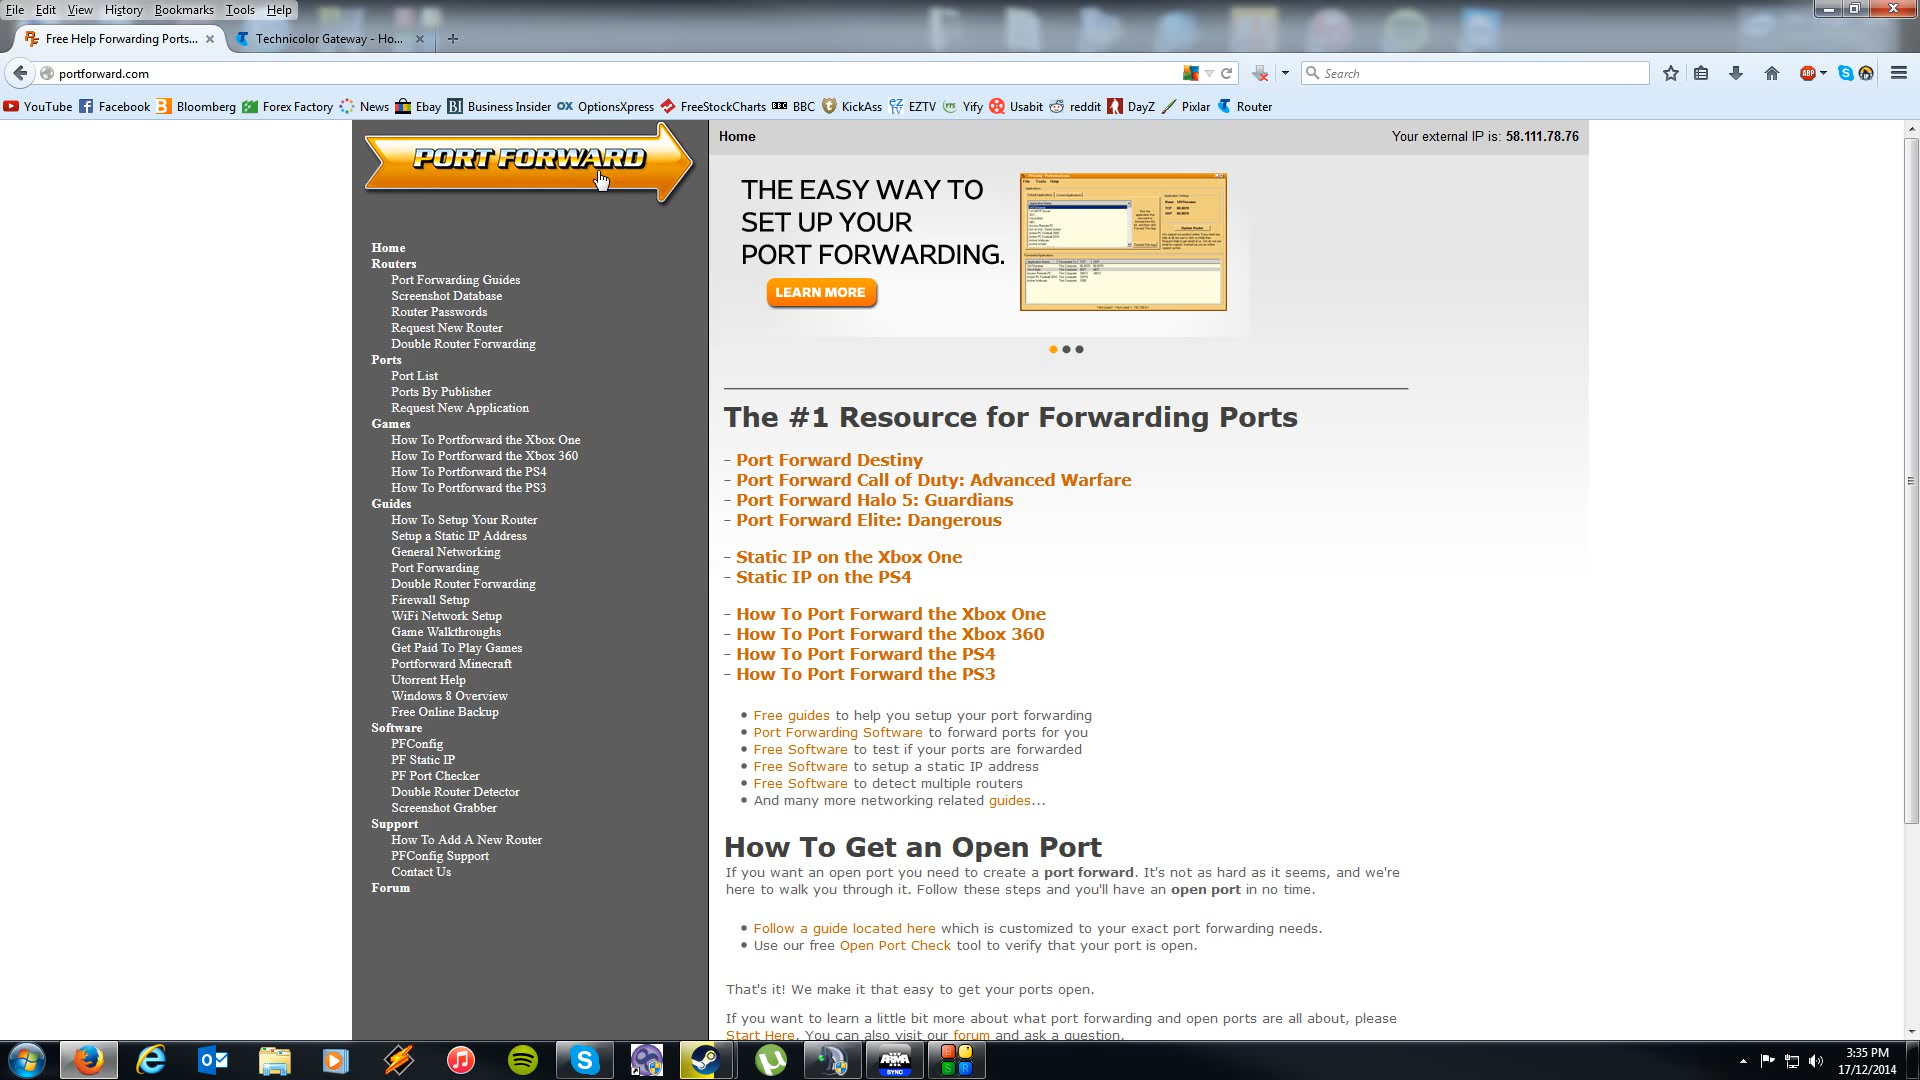 File Edit View History Bookmarks Tools Help
Free Help Forwarding Ports...
Technicolor Gateway - Ho...
portforward.com
Search
YouTube Facebook Bloomberg Forex Factory News Ebay Business Insider OptionsXpress FreeStockCharts BBC KickAss EZTV Yify Usabit reddit DayZ Pixlar Router
PORT FORWARD
Home
Your external IP is: 58.111.78.76
Home
Routers
Port Forwarding Guides
Screenshot Database
Router Passwords
Request New Router
Double Router Forwarding
Ports
Port List
Ports By Publisher
Request New Application
Games
How To Portforward the Xbox One
How To Portforward the Xbox 360
How To Portforward the PS4
How To Portforward the PS3
Guides
How To Setup Your Router
Setup a Static IP Address
General Networking
Port Forwarding
Double Router Forwarding
Firewall Setup
WiFi Network Setup
Game Walkthroughs
Get Paid To Play Games
Portforward Minecraft
Utorrent Help
Windows 8 Overview
Free Online Backup
Software
PFConfig
PF Static IP
PF Port Checker
Double Router Detector
Screenshot Grabber
Support
How To Add A New Router
PFConfig Support
Contact Us
Forum
THE EASY WAY TO
SET UP YOUR
PORT FORWARDING.
LEARN MORE
The #1 Resource for Forwarding Ports
- Port Forward Destiny
- Port Forward Call of Duty: Advanced Warfare
- Port Forward Halo 5: Guardians
- Port Forward Elite: Dangerous
- Static IP on the Xbox One
- Static IP on the PS4
- How To Port Forward the Xbox One
- How To Port Forward the Xbox 360
- How To Port Forward the PS4
- How To Port Forward the PS3
• Free guides to help you setup your port forwarding
• Port Forwarding Software to forward ports for you
• Free Software to test if your ports are forwarded
• Free Software to setup a static IP address
• Free Software to detect multiple routers
• And many more networking related guides...
How To Get an Open Port
If you want an open port you need to create a port forward. It's not as hard as it seems, and we're
here to walk you through it. Follow these steps and you'll have an open port in no time.
• Follow a guide located here which is customized to your exact port forwarding needs.
• Use our free Open Port Check tool to verify that your port is open.
That's it! We make it that easy to get your ports open.
If you want to learn a little bit more about what port forwarding and open ports are all about, please
Start Here. You can also visit our forum and ask a question.
ARMA
SYNC
3:35 PM
17/12/2014